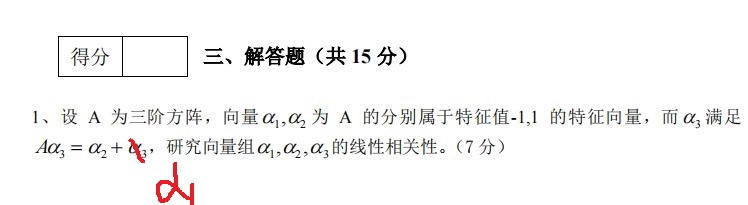 得分 三、解答题（共 15 分）
1、设 A 为三阶方阵，向量α₁,α₂为 A 的分别属于特征值-1,1 的特征向量，而α₃满足
Aα₃ = α₂ + α₃，研究向量组α₁,α₂,α₃的线性相关性。（7 分）
α₁